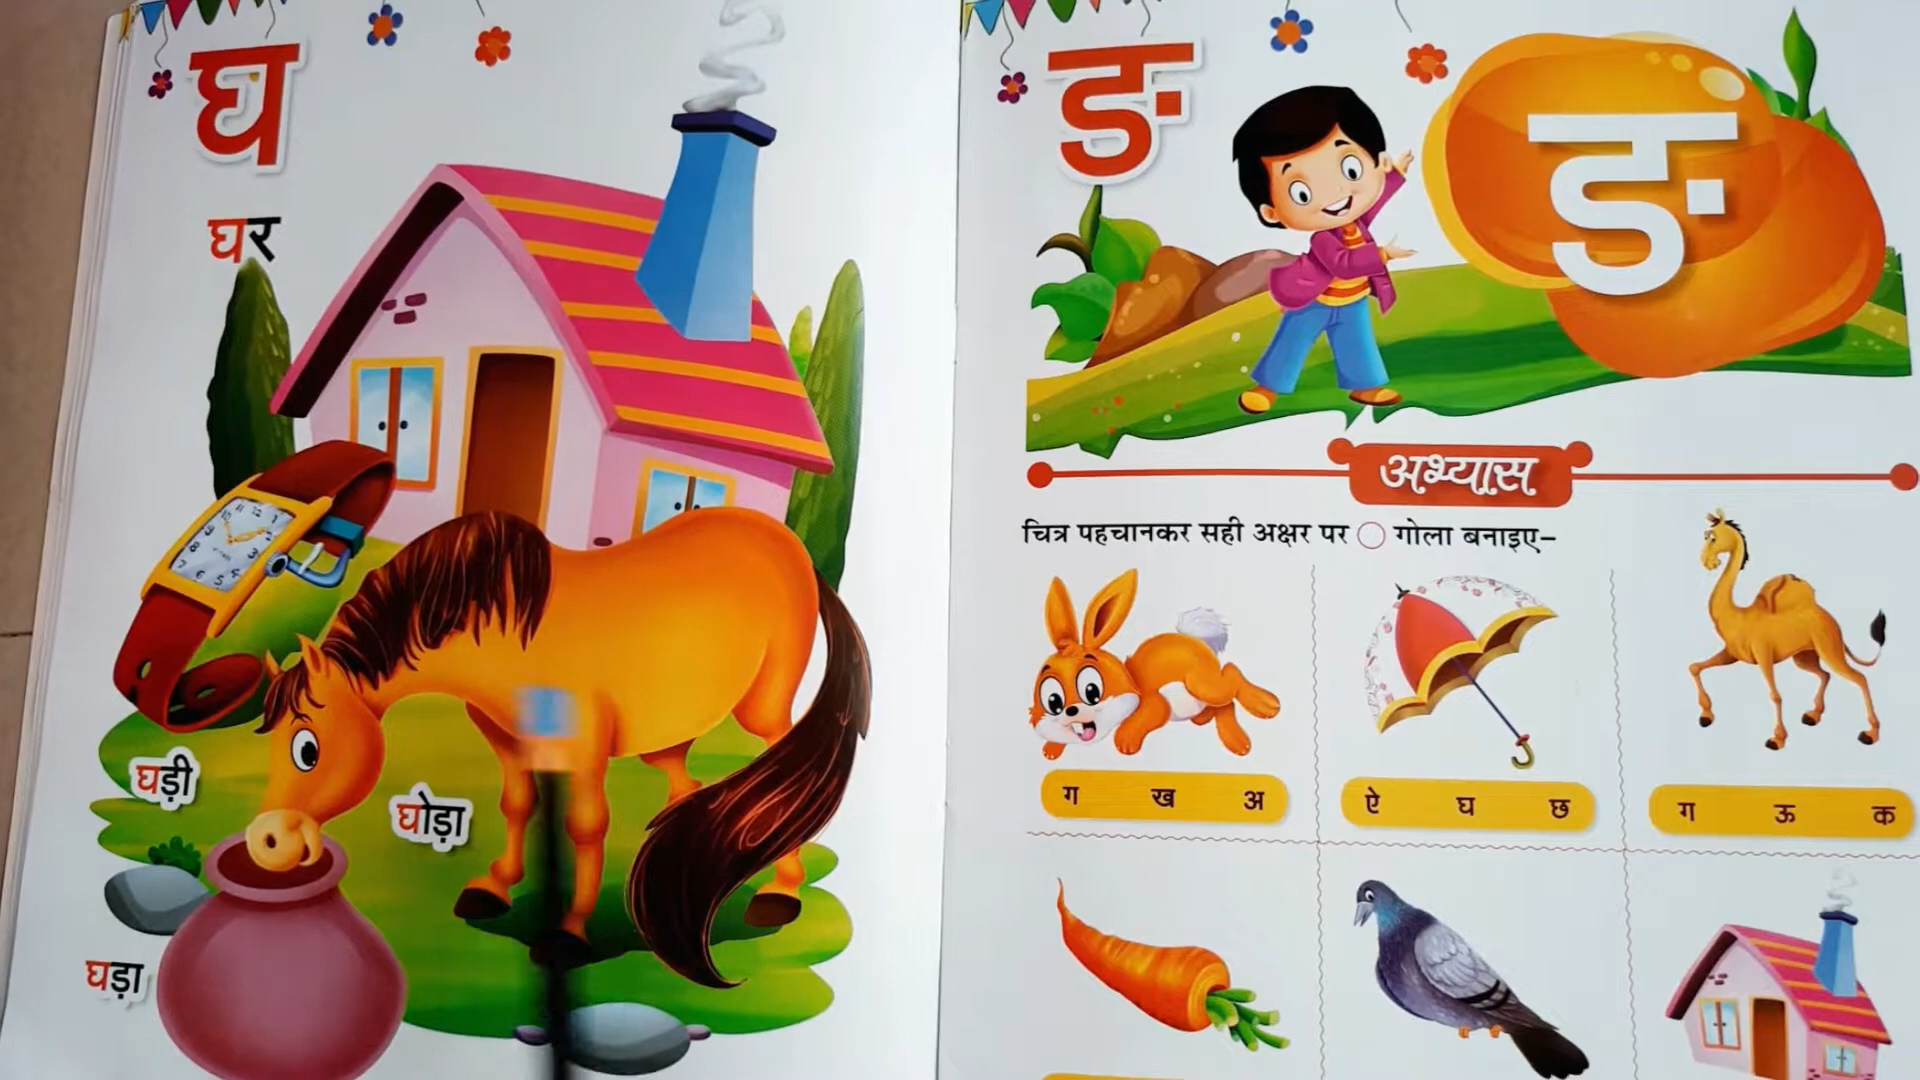 घ
घर
घड़ी
घोड़ा
घड़ा
ङ
ङ
अभ्यास
चित्र पहचानकर सही अक्षर पर ○ गोला बनाइए–
ग ख अ
ऐ घ छ
ग ऊ क